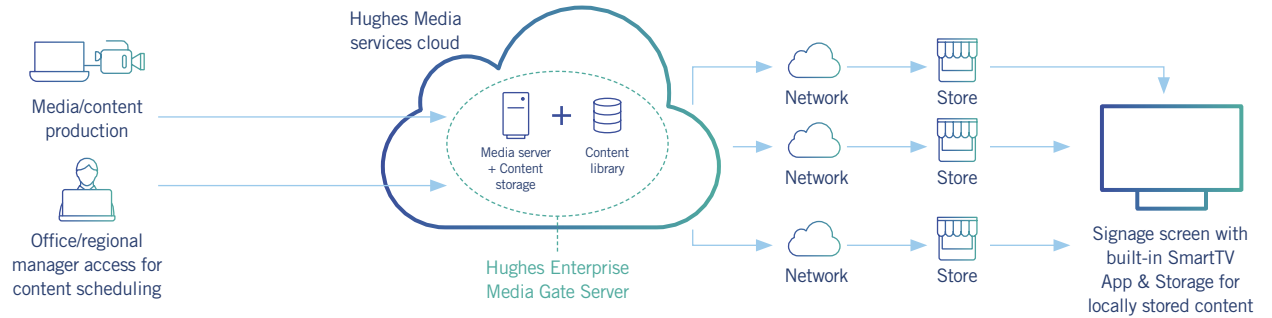 Hughes Media
services cloud
Media/content
production
Office/regional
manager access for
content scheduling
Media server
+ Content
storage
+
Content
library
Hughes Enterprise
Media Gate Server
Network
Store
Network
Store
Network
Store
Signage screen with
built-in SmartTV
App & Storage for
locally stored content